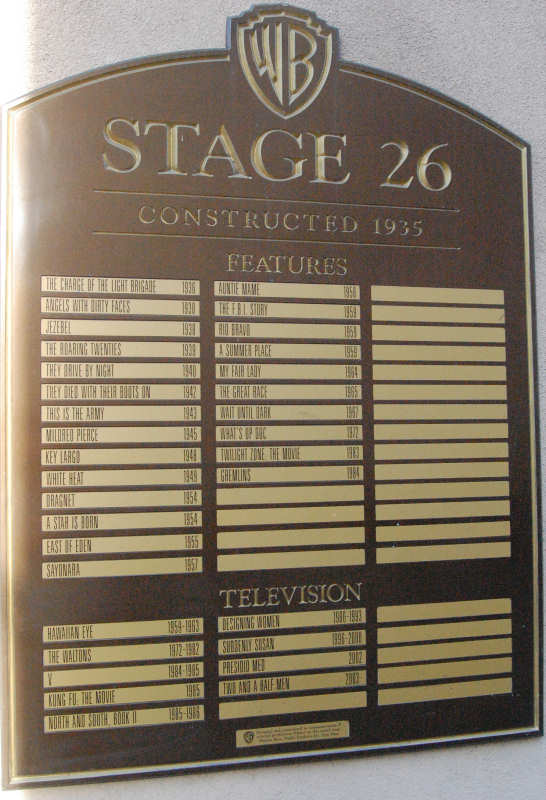 WB
STAGE 26
CONSTRUCTED 1935
FEATURES
THE CHARGE OF THE LIGHT BRIGADE 1936
ANGELS WITH DIRTY FACES 1938
JEZEBEL 1938
THE ROARING TWENTIES 1939
THEY DRIVE BY NIGHT 1940
THEY DIED WITH THEIR BOOTS ON 1942
THIS IS THE ARMY 1943
MILDRED PIERCE 1945
KEY LARGO 1948
WHITE HEAT 1949
DRAGNET 1954
A STAR IS BORN 1954
EAST OF EDEN 1955
SAYONARA 1957
AUNTIE MAME 1958
THE F.B.I. STORY 1959
RIO BRAVO 1959
A SUMMER PLACE 1959
MY FAIR LADY 1964
THE GREAT RACE 1965
WAIT UNTIL DARK 1967
WHAT'S UP DOC 1972
TWILIGHT ZONE, THE MOVIE 1983
GREMLINS 1984
TELEVISION
HAWAIIAN EYE 1959-1963
THE WALTONS 1972-1982
V 1984-1985
KUNG FU, THE MOVIE 1985
NORTH AND SOUTH, BOOK II 1985-1986
DESIGNING WOMEN 1986-1993
SUDDENLY SUSAN 1996-2000
PRESIDIO MED 2002
TWO AND A HALF MEN 2003-
WB